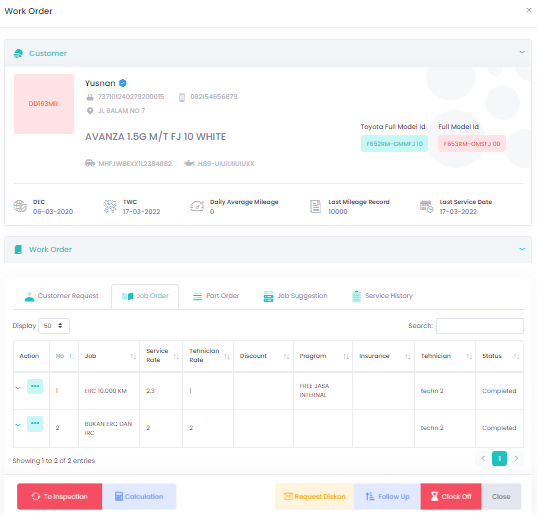 Work Order
Customer
DD163MR
Yusnan
737101240279200015 082154656879
JL BALAM NO 7
AVANZA 1.5G M/T FJ 10 WHITE
Toyota Full Model Id Full Model Id
F652RM-GMMFJ 10 F653RM-GMSFJ 00
MHFJWBEXX1L2384882 H89-UIUIUIUIUXX
DEC TWC Daily Average Mileage Last Mileage Record Last Service Date
06-03-2020 17-03-2022 0 10000 17-03-2022
Work Order
Customer Request Job Order Part Order Job Suggestion Service History
Display 50 Search:
Action No Job Service Rate Tehnician Rate Discount Program Insurance Tehnician Status
1 ERC 10.000 KM 2.3 1 FREE JASA INTERNAL techn 2 Completed
2 BUKAN ERC DAN IRC 2 2 techn 2 Completed
Showing 1 to 2 of 2 entries 1
To Inspection Calculation Request Diskon Follow Up Clock Off Close